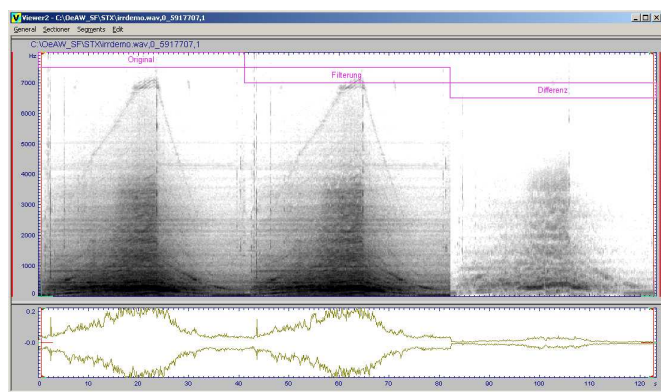 Viewer2 - C:\OeAW_SF\STX\irrdemo.wav,0_5917707,1
General Sectioner Segments Edit
C:\OeAW_SF\STX\irrdemo.wav,0_5917707,1
Hz
Original
Filterung
Differenz
7000
6000
5000
4000
3000
2000
1000
0
0.2
-0.0
0 10 20 30 40 50 60 70 80 90 100 110 120 s